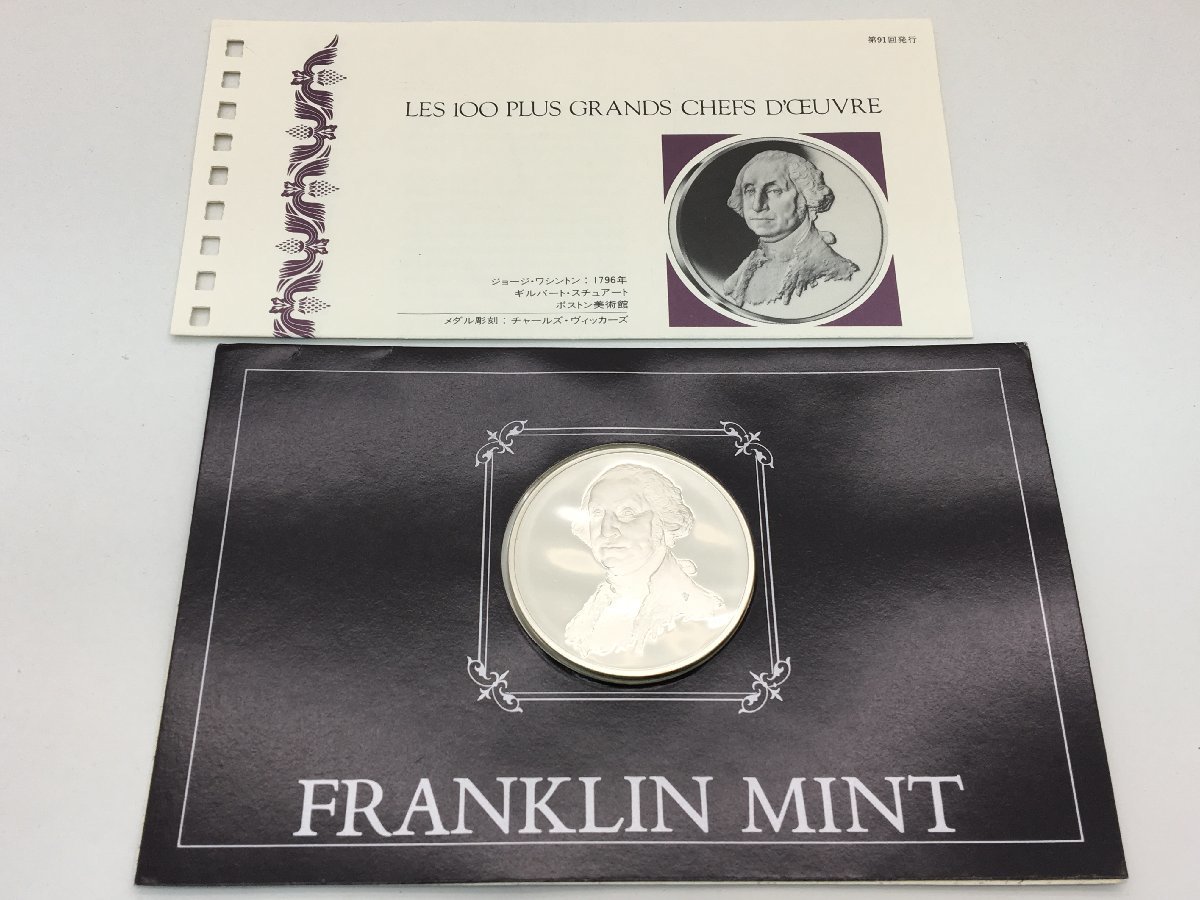 第91回発行
LES 100 PLUS GRANDS CHEFS D'ŒUVRE
ジョージ・ワシントン：1796年
ギルバート・スチュアート
ボストン美術館
メダル彫刻：チャールズ・ヴィッカーズ
FRANKLIN MINT